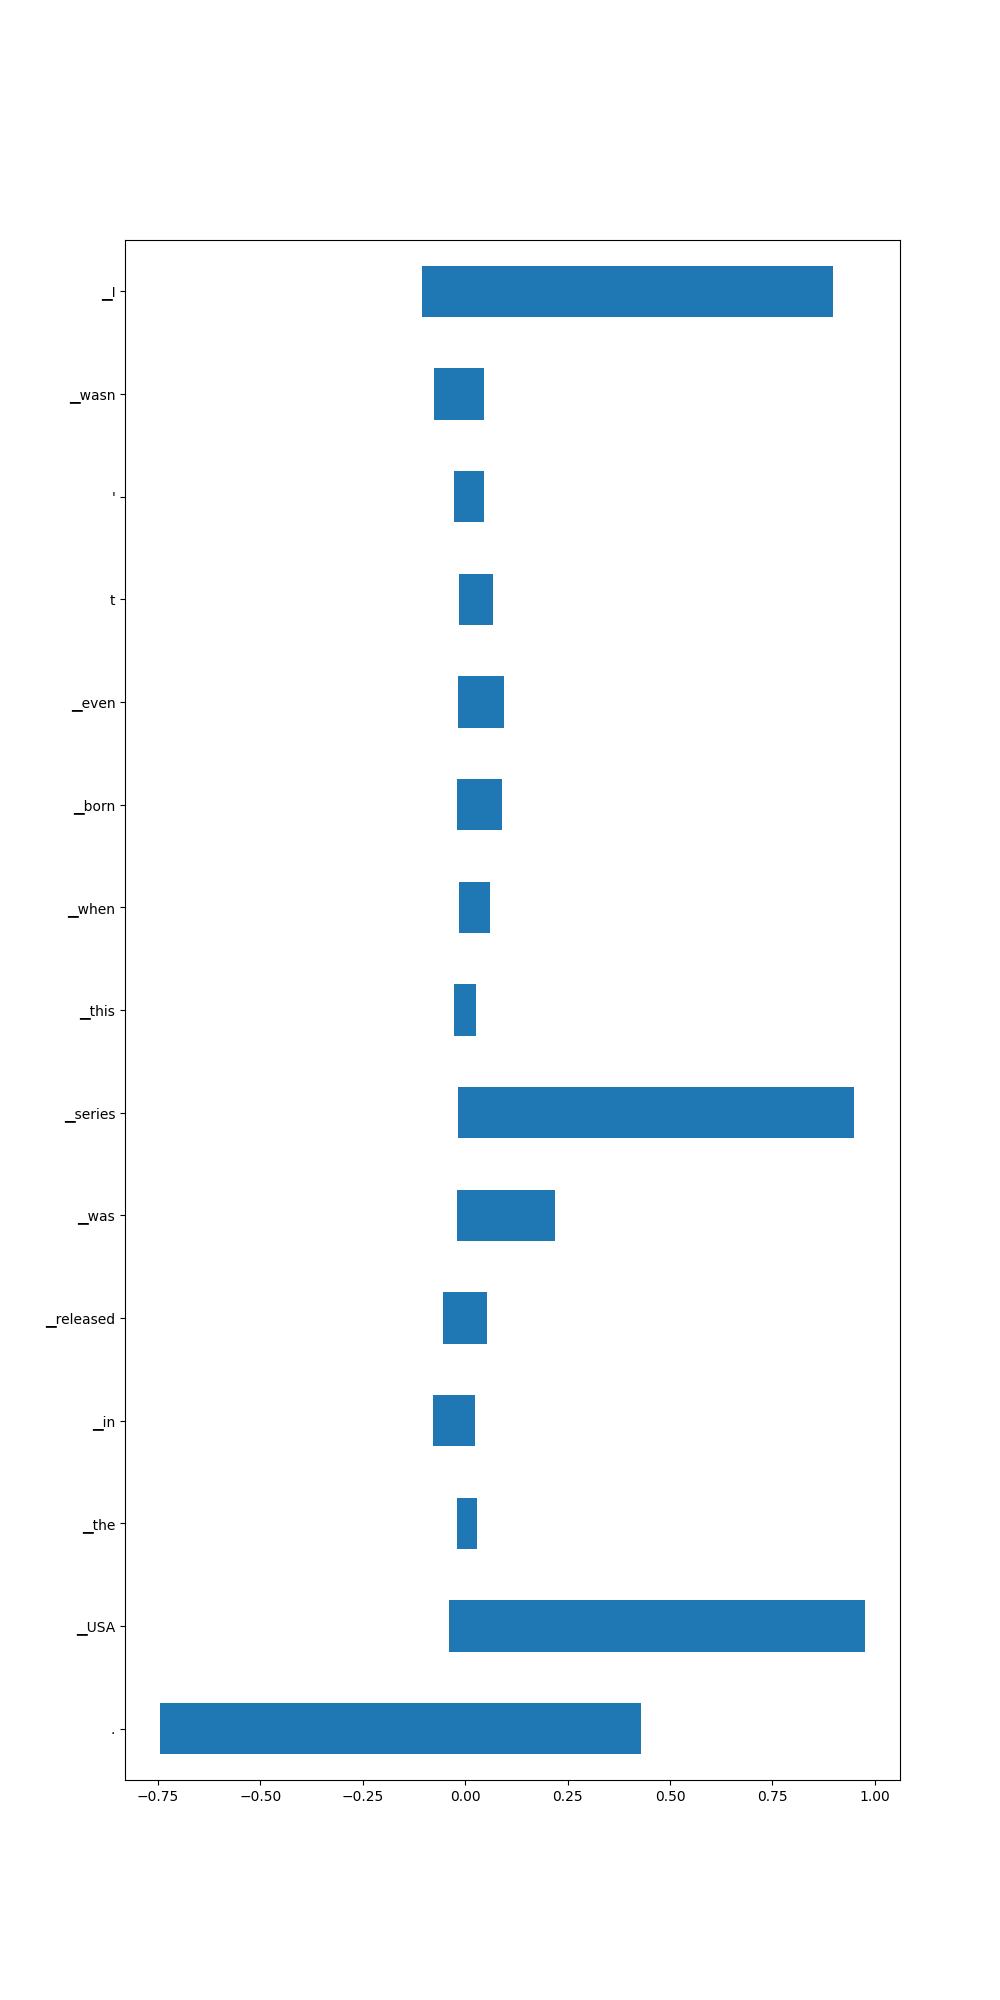 ▁I
▁wasn
'
t
▁even
▁born
▁when
▁this
▁series
▁was
▁released
▁in
▁the
▁USA
.
−0.75 −0.50 −0.25 0.00 0.25 0.50 0.75 1.00